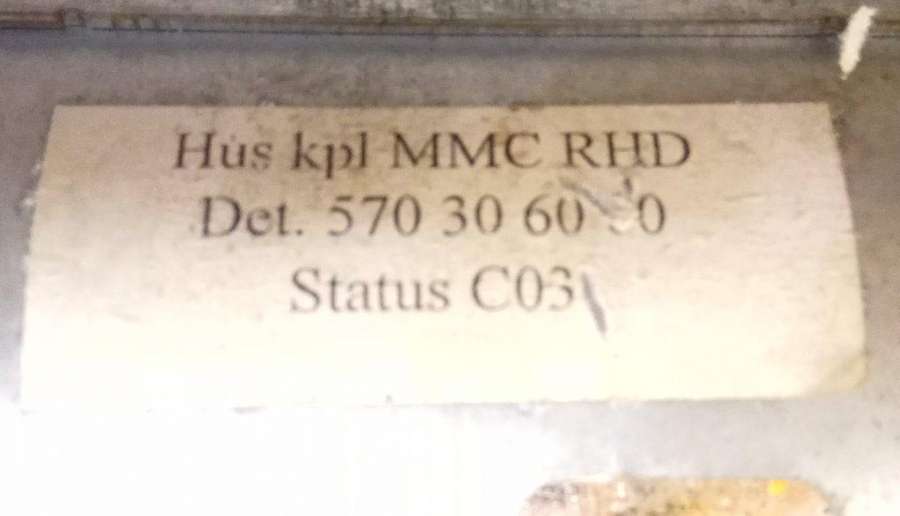 Hus kpl MMC RHD
Det. 570 30 60
Status C03